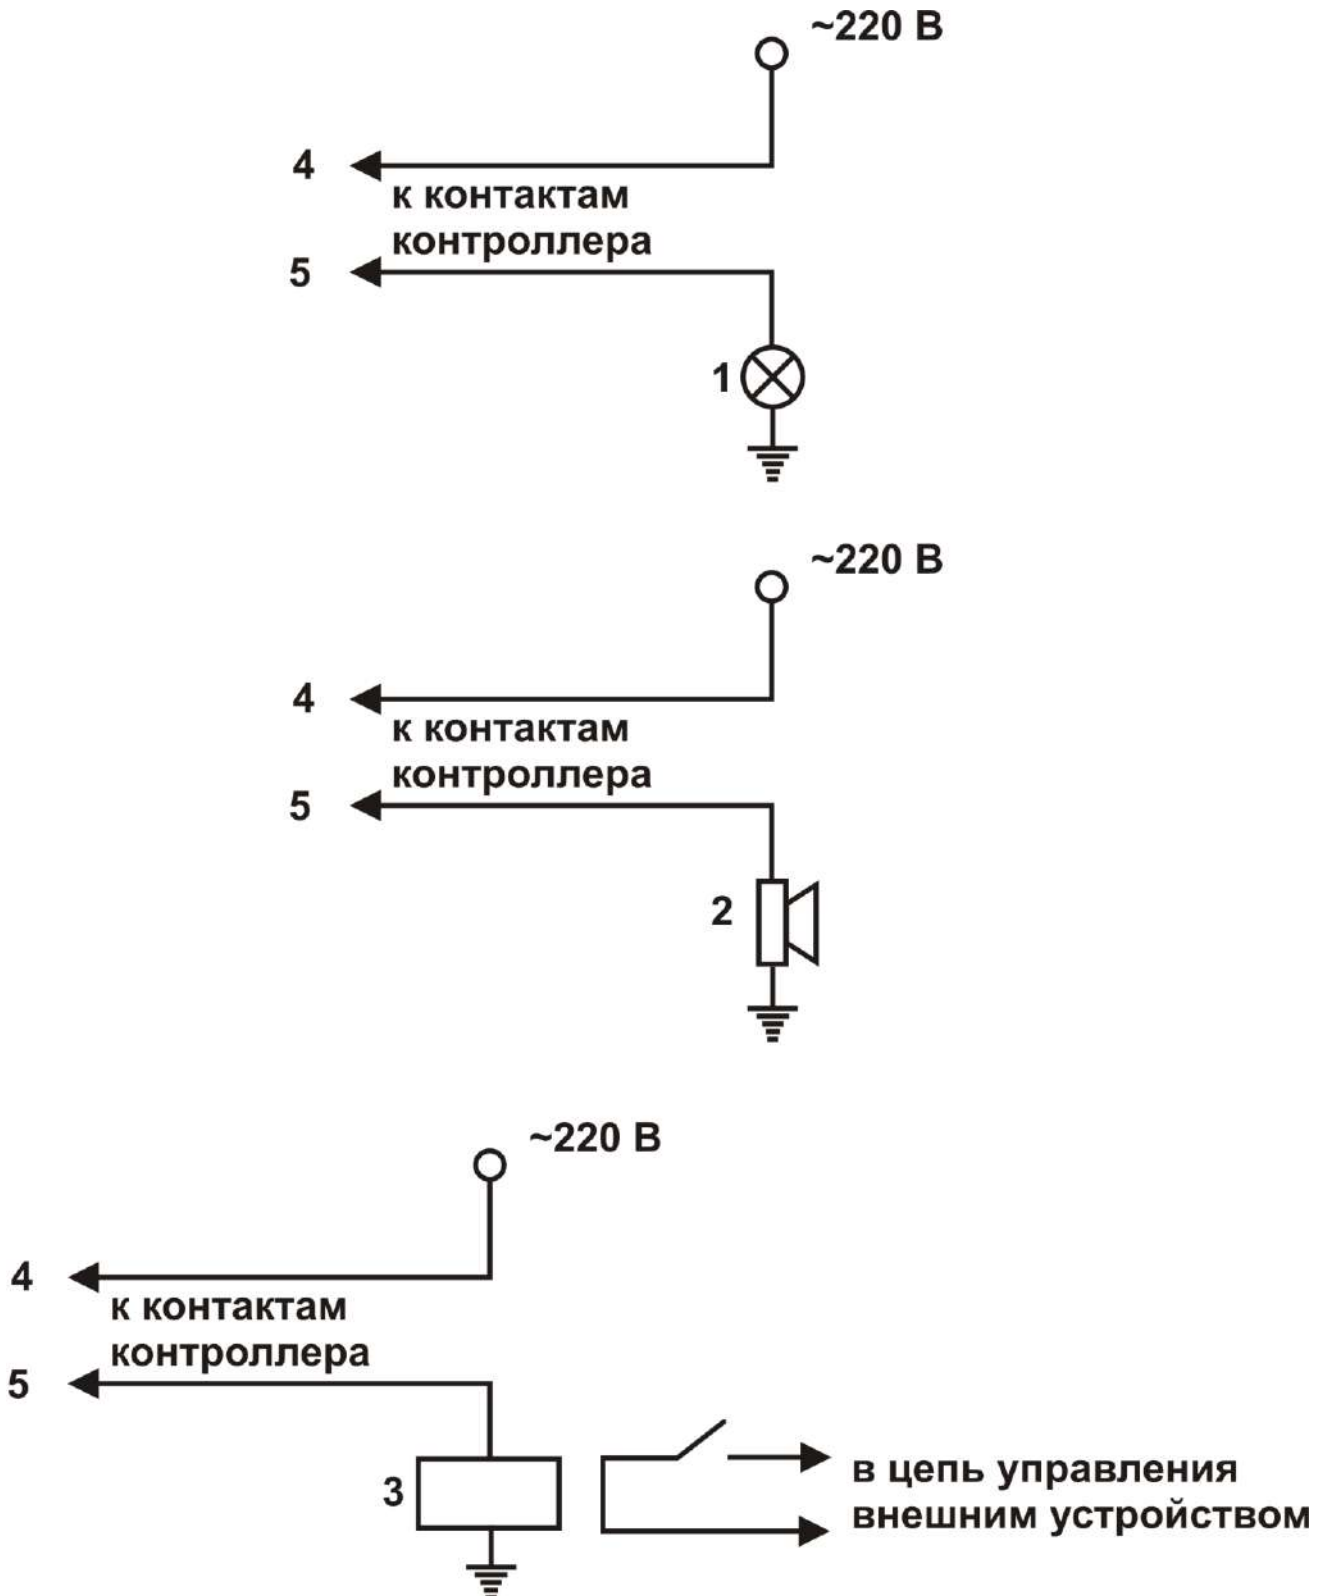 ~220 В
4
к контактам
контроллера
5
1
~220 В
4
к контактам
контроллера
5
2
~220 В
4
к контактам
контроллера
5
3
в цепь управления
внешним устройством